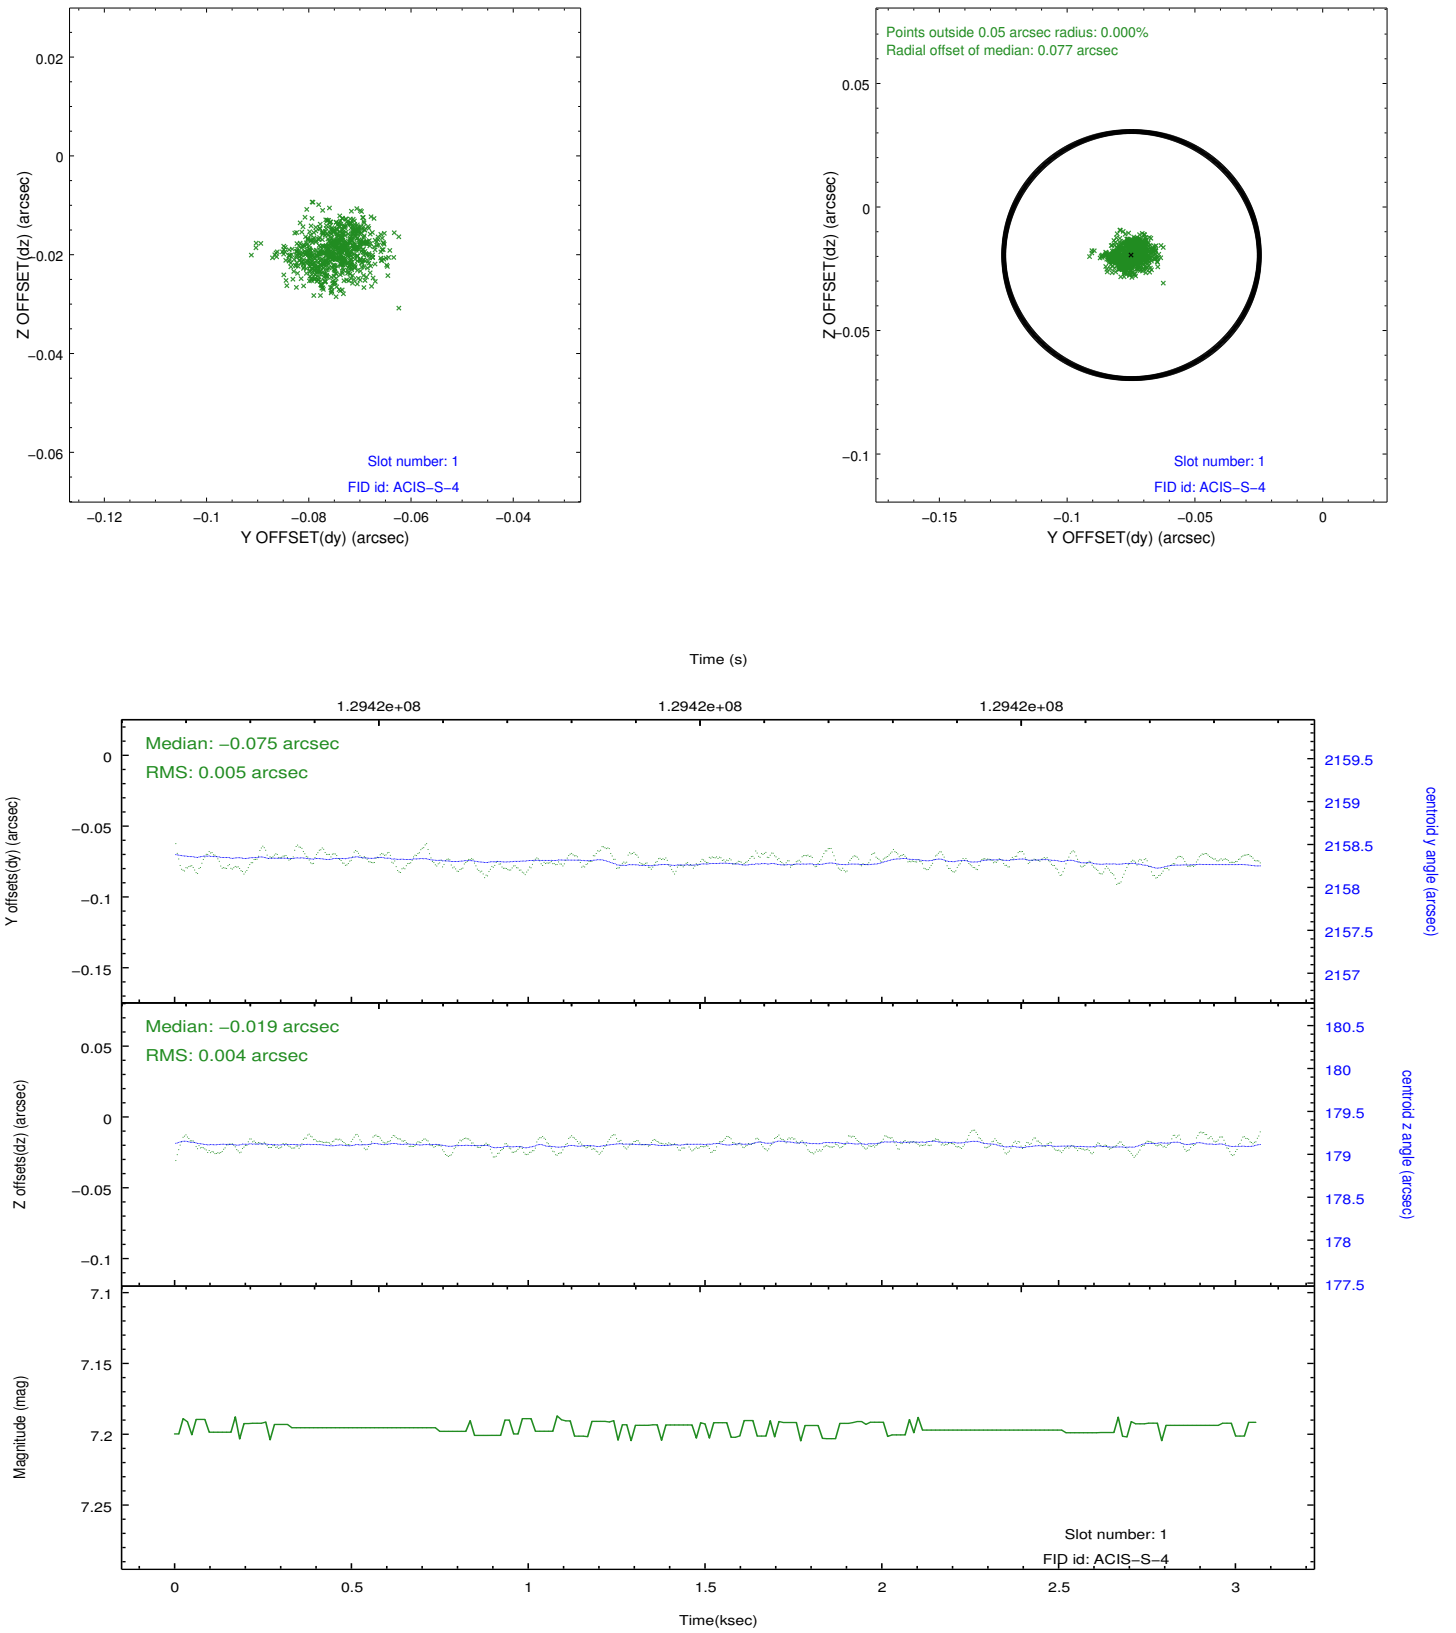 0.02
0
−0.02
−0.04
−0.06
Z OFFSET(dz) (arcsec)
Slot number: 1
FID id: ACIS−S−4
−0.12 −0.1 −0.08 −0.06 −0.04
Y OFFSET(dy) (arcsec)
Points outside 0.05 arcsec radius: 0.000%
Radial offset of median: 0.077 arcsec
0.05
0
−0.05
−0.1
Z OFFSET(dz) (arcsec)
Slot number: 1
FID id: ACIS−S−4
−0.15 −0.1 −0.05 0
Y OFFSET(dy) (arcsec)
Time (s)
1.2942e+08 1.2942e+08 1.2942e+08
Median: −0.075 arcsec
RMS: 0.005 arcsec
0
−0.05
−0.1
−0.15
Y offsets(dy) (arcsec)
2159.5
2159
2158.5
2158
2157.5
2157
centroid y angle (arcsec)
Median: −0.019 arcsec
RMS: 0.004 arcsec
0.05
0
−0.05
−0.1
Z offsets(dz) (arcsec)
180.5
180
179.5
179
178.5
178
177.5
centroid z angle (arcsec)
7.1
7.15
7.2
7.25
Magnitude (mag)
Slot number: 1
FID id: ACIS−S−4
0 0.5 1 1.5 2 2.5 3
Time(ksec)